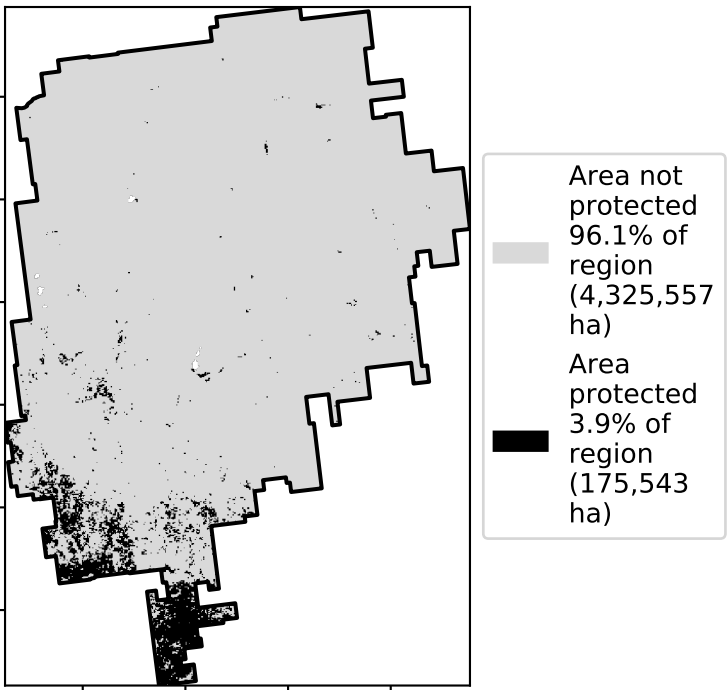 Area not
protected
96.1% of
region
(4,325,557
ha)
Area
protected
3.9% of
region
(175,543
ha)